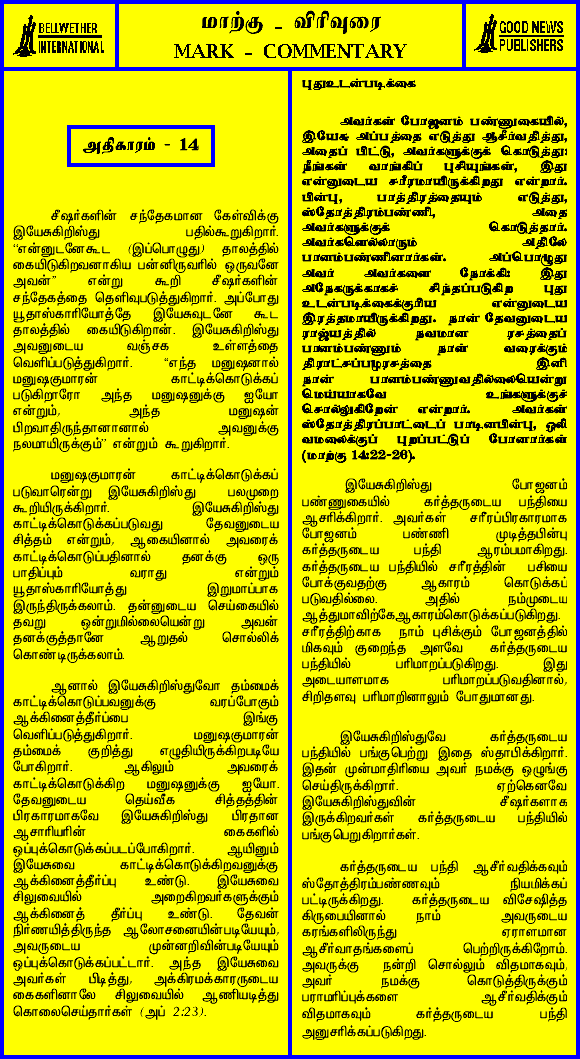 BELLWETHER
INTERNATIONAL
மாற்கு - விரிவுரை
MARK - COMMENTARY
GOOD NEWS
PUBLISHERS
அதிகாரம் - 14
சீஷர்களின் சந்தேகமான கேள்விக்கு
இயேசுகிறிஸ்து பதில்கூறுகிறார்.
“என்னுடனேகூட (இப்பொழுது) தாலத்தில்
கையிடுகிறவனாகிய பன்னிருவரில் ஒருவனே
அவன்” என்று கூறி சீஷர்களின்
சந்தேகத்தை தெளிவுபடுத்துகிறார். அப்போது
யூதாஸ்காரியோத்தே இயேசுவுடனே கூட
தாலத்தில் கையிடுகிறான். இயேசுகிறிஸ்து
அவனுடைய வஞ்சக உள்ளத்தை
வெளிப்படுத்துகிறார். “எந்த மனுஷனால்
மனுஷகுமாரன் காட்டிக்கொடுக்கப்
படுகிறாரோ அந்த மனுஷனுக்கு ஐயோ
என்றும், அந்த மனுஷன்
பிறவாதிருந்தானானால் அவனுக்கு
நலமாயிருக்கும்” என்றும் கூறுகிறார்.
மனுஷகுமாரன் காட்டிக்கொடுக்கப்
படுவாரென்று இயேசுகிறிஸ்து பலமுறை
கூறியிருக்கிறார். இயேசுகிறிஸ்து
காட்டிக்கொடுக்கப்படுவது தேவனுடைய
சித்தம் என்றும், ஆகையினால் அவரைக்
காட்டிக்கொடுப்பதினால் தனக்கு ஒரு
பாதிப்பும் வராது என்றும்
யூதாஸ்காரியோத்து இறுமாப்பாக
இருந்திருக்கலாம். தன்னுடைய செய்கையில்
தவறு ஒன்றுமில்லையென்று அவன்
தனக்குத்தானே ஆறுதல் சொல்லிக்
கொண்டிருக்கலாம்.
ஆனால் இயேசுகிறிஸ்துவோ தம்மைக்
காட்டிக்கொடுப்பவனுக்கு வரப்போகும்
ஆக்கினைத்தீர்ப்பை இங்கு
வெளிப்படுத்துகிறார். மனுஷகுமாரன்
தம்மைக் குறித்து எழுதியிருக்கிறபடியே
போகிறார். ஆகிலும் அவரைக்
காட்டிக்கொடுக்கிற மனுஷனுக்கு ஐயோ.
தேவனுடைய தெய்வீக சித்தத்தின்
பிரகாரமாகவே இயேசுகிறிஸ்து பிரதான
ஆசாரியரின் கைகளில்
ஒப்புக்கொடுக்கப்படப்போகிறார். ஆயினும்
இயேசுவை காட்டிக்கொடுக்கிறவனுக்கு
ஆக்கினைத்தீர்ப்பு உண்டு. இயேசுவை
சிலுவையில் அறைகிறவர்களுக்கும்
ஆக்கினைத் தீர்ப்பு உண்டு. தேவன்
நிர்ணயித்திருந்த ஆலோசனையின்படியேயும்,
அவருடைய முன்னறிவின்படியேயும்
ஒப்புக்கொடுக்கப்பட்டார். அந்த இயேசுவை
அவர்கள் பிடித்து, அக்கிரமக்காரருடைய
கைகளினாலே சிலுவையில் ஆணியடித்து
கொலைசெய்தார்கள் (அப் 2:23).
புதுஉடன்படிக்கை
அவர்கள் போஜனம் பண்ணுகையில்,
இயேசு அப்பத்தை எடுத்து ஆசீர்வதித்து,
அதைப் பிட்டு, அவர்களுக்குக் கொடுத்து:
நீங்கள் வாங்கிப் புசியுங்கள், இது
என்னுடைய சரீரமாயிருக்கிறது என்றார்.
பின்பு, பாத்திரத்தையும் எடுத்து,
ஸ்தோத்திரம்பண்ணி, அதை
அவர்களுக்குக் கொடுத்தார்.
அவர்களெல்லாரும் அதிலே
பானம்பண்ணினார்கள். அப்பொழுது
அவர் அவர்களை நோக்கி: இது
அநேகருக்காகச் சிந்தப்படுகிற புது
உடன்படிக்கைக்குரிய என்னுடைய
இரத்தமாயிருக்கிறது. நான் தேவனுடைய
ராஜ்யத்தில் நவமான ரசத்தைப்
பானம்பண்ணும் நாள் வரைக்கும்
திராட்சப்பழரசத்தை இனி
நான் பானம்பண்ணுவதில்லையென்று
மெய்யாகவே உங்களுக்குச்
சொல்லுகிறேன் என்றார். அவர்கள்
ஸ்தோத்திரப்பாட்டைப் பாடினபின்பு, ஒலி
வமலைக்குப் புறப்பட்டுப் போனார்கள்
(மாற்கு 14:22-26).
இயேசுகிறிஸ்து போஜனம்
பண்ணுகையில் கர்த்தருடைய பந்தியை
ஆசரிக்கிறார். அவர்கள் சரீரப்பிரகாரமாக
போஜனம் பண்ணி முடித்தபின்பு
கர்த்தருடைய பந்தி ஆரம்பமாகிறது.
கர்த்தருடைய பந்தியில் சரீரத்தின் பசியை
போக்குவதற்கு ஆகாரம் கொடுக்கப்
படுவதில்லை. அதில் நம்முடைய
ஆத்துமாவிற்கேஆகாரம்கொடுக்கப்படுகிறது.
சரீரத்திற்காக நாம் புசிக்கும் போஜனத்தில்
மிகவும் குறைந்த அளவே கர்த்தருடைய
பந்தியில் பரிமாறப்படுகிறது. இது
அடையாளமாக பரிமாறப்படுவதினால்,
சிறிதளவு பரிமாறினாலும் போதுமானது.
இயேசுகிறிஸ்துவே கர்த்தருடைய
பந்தியில் பங்குபெற்று இதை ஸ்தாபிக்கிறார்.
இதன் முன்மாதிரியை அவர் நமக்கு ஒழுங்கு
செய்திருக்கிறார். ஏற்கெனவே
இயேசுகிறிஸ்துவின் சீஷர்களாக
இருக்கிறவர்கள் கர்த்தருடைய பந்தியில்
பங்குபெறுகிறார்கள்.
கர்த்தருடைய பந்தி ஆசீர்வதிக்கவும்
ஸ்தோத்திரம்பண்ணவும் நியமிக்கப்
பட்டிருக்கிறது. கர்த்தருடைய விசேஷித்த
கிருபையினால் நாம் அவருடைய
கரங்களிலிருந்து ஏராளமான
ஆசீர்வாதங்களைப் பெற்றிருக்கிறோம்.
அவருக்கு நன்றி சொல்லும் விதமாகவும்,
அவர் நமக்கு கொடுத்திருக்கும்
பராமரிப்புக்களை ஆசீர்வதிக்கும்
விதமாகவும் கர்த்தருடைய பந்தி
அனுசரிக்கப்படுகிறது.